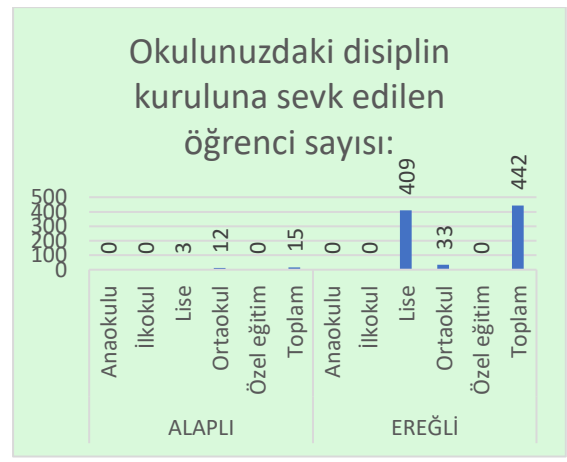 Okulunuzdaki disiplin
kuruluna sevk edilen
öğrenci sayısı:
500
400
300
200
100
0
0
0
3
12
0
15
0
0
409
33
0
442
Anaokulu
İlkokul
Lise
Ortaokul
Özel eğitim
Toplam
Anaokulu
İlkokul
Lise
Ortaokul
Özel eğitim
Toplam
ALAPLI
EREĞLİ